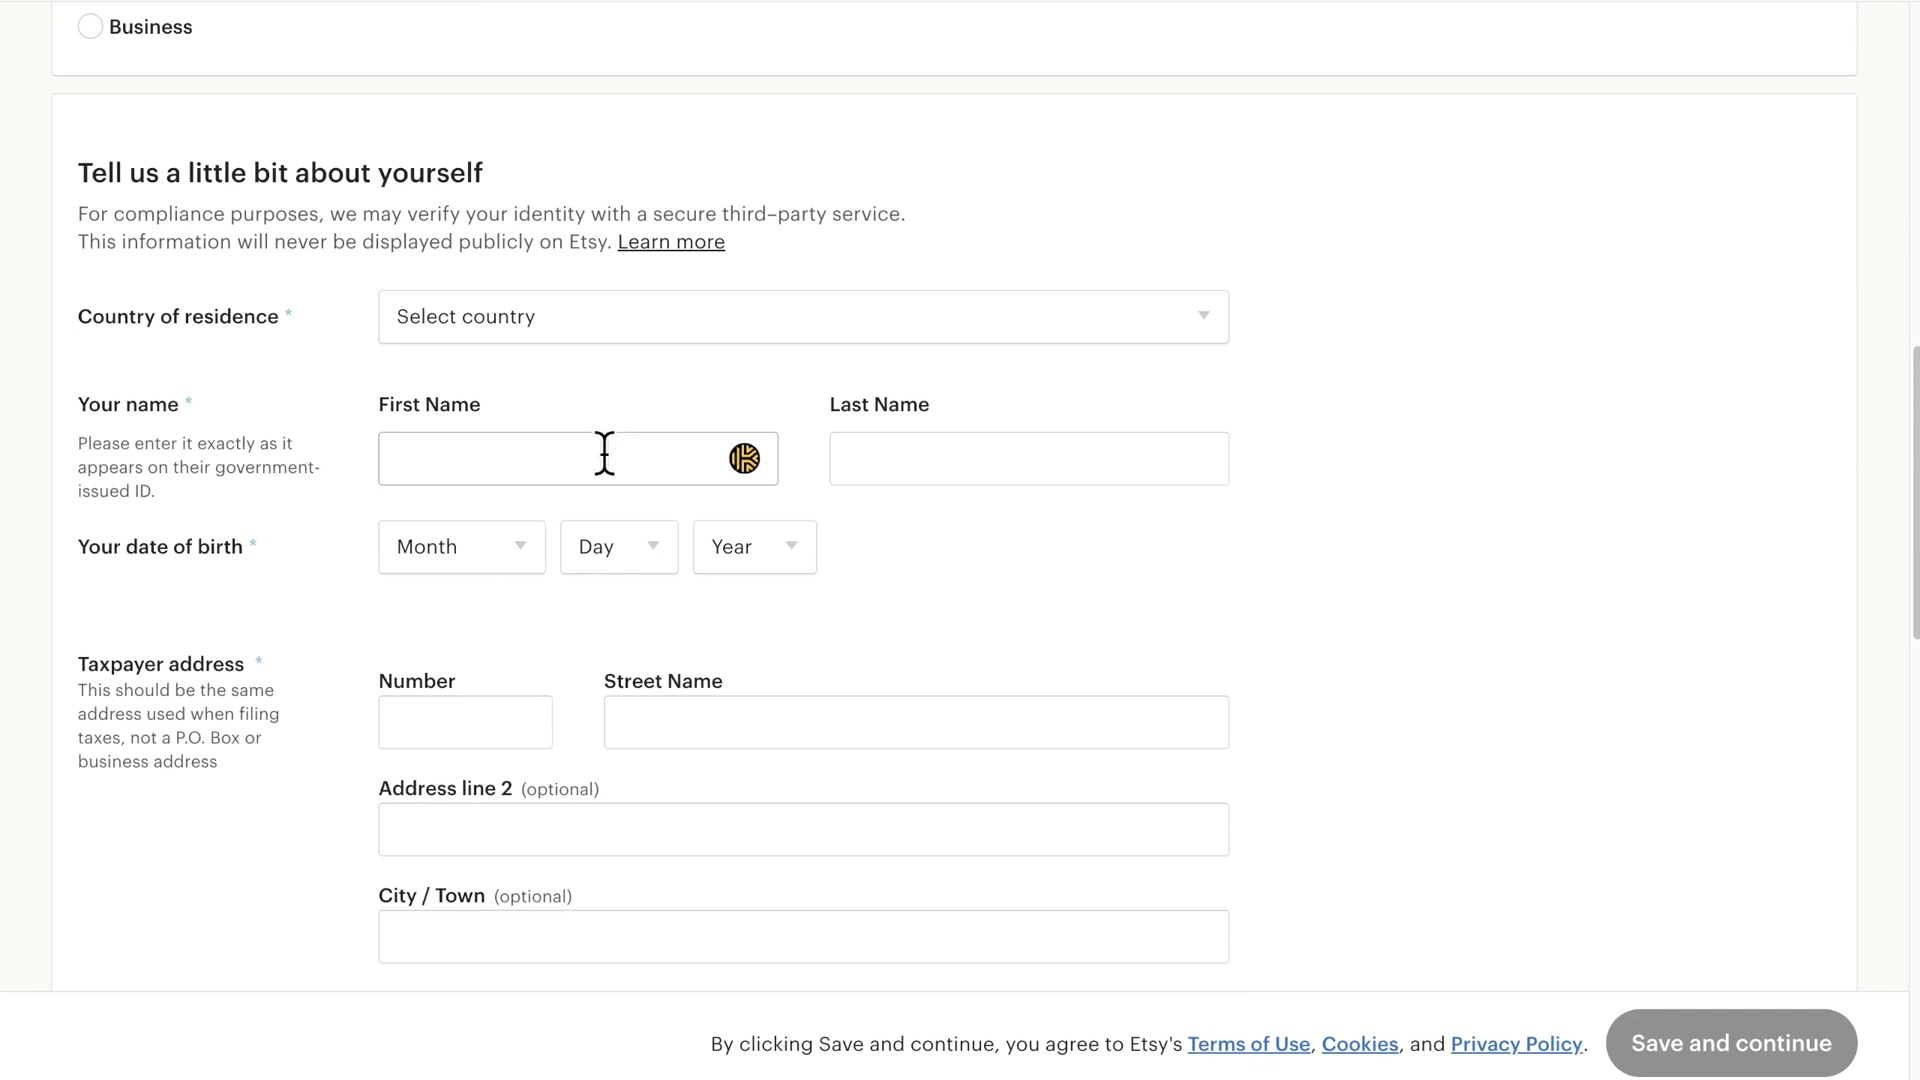 Business
Tell us a little bit about yourself
For compliance purposes, we may verify your identity with a secure third-party service.
This information will never be displayed publicly on Etsy. Learn more
Country of residence *
Select country
Your name *
Please enter it exactly as it
appears on their government-
issued ID.
First Name
Last Name
Your date of birth *
Month
Day
Year
Taxpayer address *
This should be the same
address used when filing
taxes, not a P.O. Box or
business address
Number
Street Name
Address line 2 (optional)
City / Town (optional)
By clicking Save and continue, you agree to Etsy's Terms of Use, Cookies, and Privacy Policy.
Save and continue